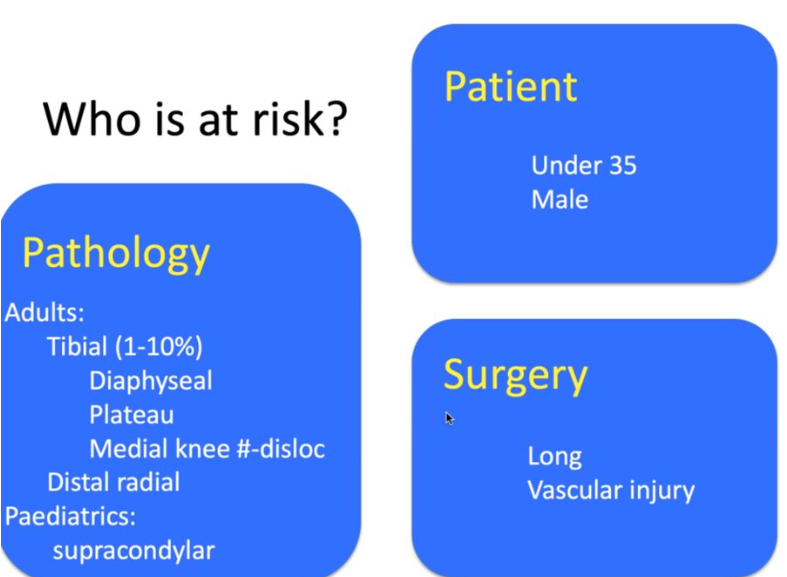 Who is at risk?
Pathology
Adults:
Tibial (1-10%)
Diaphyseal
Plateau
Medial knee #-disloc
Distal radial
Paediatrics:
supracondylar
Patient
Under 35
Male
Surgery
Long
Vascular injury